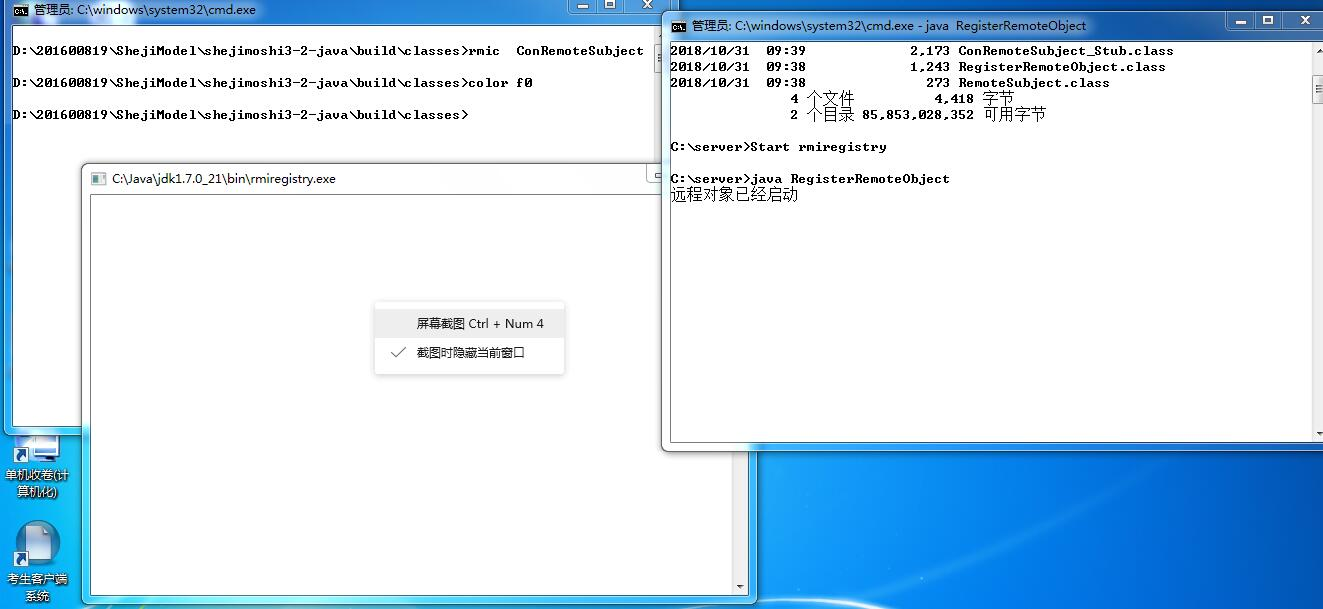 管理员: C:\windows\system32\cmd.exe
D:\201600819\ShejiModel\shejimoshi3-2-java\build\classes>rmic  ConRemoteSubject
D:\201600819\ShejiModel\shejimoshi3-2-java\build\classes>color f0
D:\201600819\ShejiModel\shejimoshi3-2-java\build\classes>
管理员: C:\windows\system32\cmd.exe - java  RegisterRemoteObject
2018/10/31  09:39             2,173 ConRemoteSubject_Stub.class
2018/10/31  09:38             1,243 RegisterRemoteObject.class
2018/10/31  09:38               273 RemoteSubject.class
4 个文件          4,418 字节
2 个目录 85,853,028,352 可用字节
C:\server>Start rmiregistry
C:\server>java RegisterRemoteObject
远程对象已经启动
C:\Java\jdk1.7.0_21\bin\rmiregistry.exe
屏幕截图 Ctrl + Num 4
截图时隐藏当前窗口
单机收卷(计
算机化)
考生客户端
系统